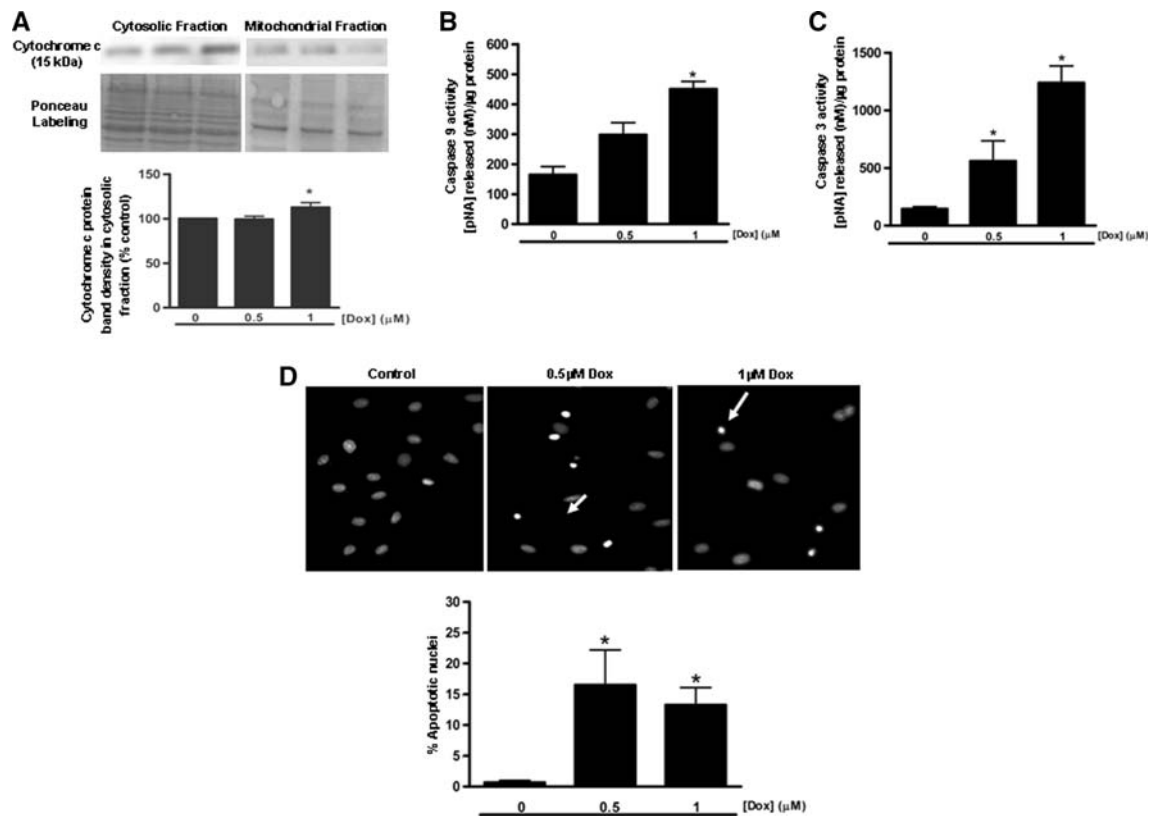 A
Cytosolic Fraction
Mitochondrial Fraction
Cytochrome c
(15 kDa)
Ponceau
Labeling
Cytochrome c protein
band density in cytosolic
fraction (% control)
150
100
50
0
*
0 0.5 1 [Dox] (µM)
B
Caspase 9 activity
[pNA] released (nM)/µg protein
600
500
400
300
200
100
0
*
0 0.5 1 [Dox] (µM
C
Caspase 3 activity
[pNA] released (nM)/µg protein
1500
1000
500
0
*
*
0 0.5 1 [Dox] (µM)
D
Control
0.5µM Dox
1µM Dox
% Apoptotic nuclei
30
25
20
15
10
5
0
*
*
0 0.5 1 [Dox] (µM)